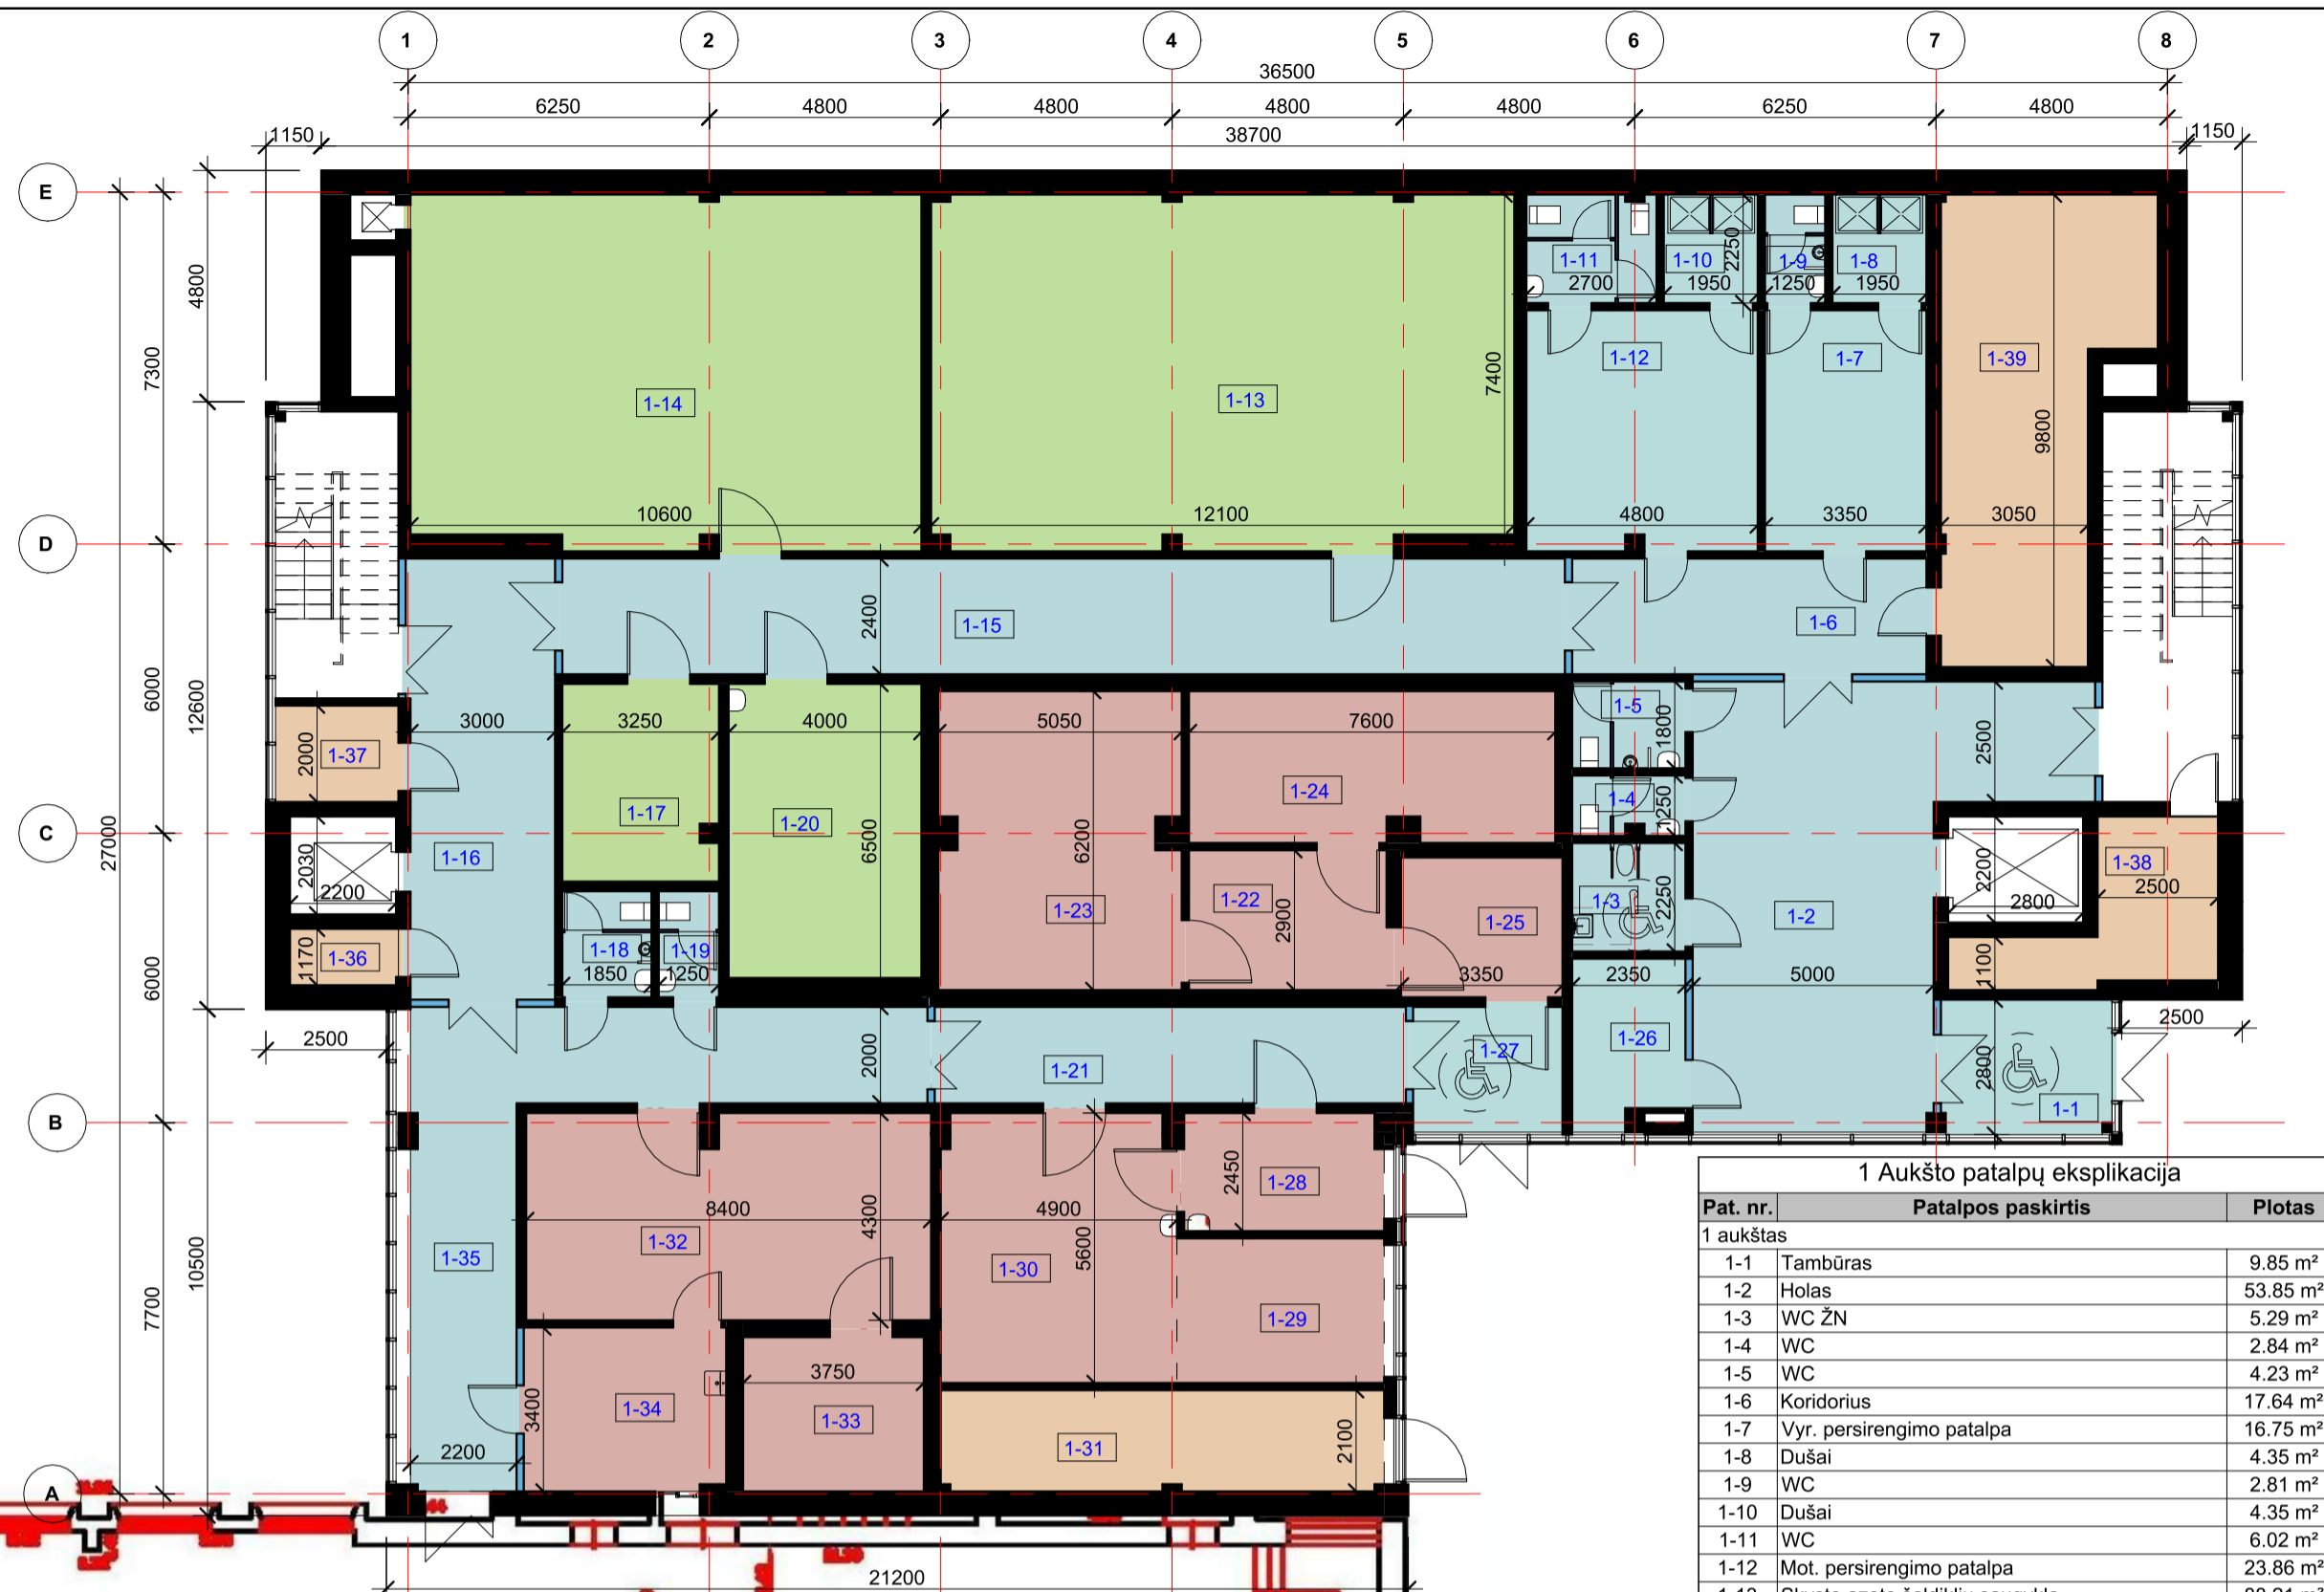 1 2 3 4 5 6 7 8
36500
6250 4800 4800 4800 4800 6250 4800
1150 38700 1150
E
4800
7300
1-11 1-10 2250 1-9 1-8
2700 1950 1250 1950
1-14 1-13 7400 1-12 1-7 1-39
9800
10600 12100 4800 3350 3050
D
2400 1-15 1-6
6000 12600
1-37 2000 3000 3250 4000 5050 7600 1-5 1800 2500
1-17 1-20 1-24 1-4 1250
C
27000
2030 2200 1-16 6500 6200 2200 1-38
2500
1-23 1-22 2900 1-25 1-3 2250 1-2 2800
1170 1-36 1-18 1-19
1850 1250 3350 2350 5000 1100
6000
2500 2000 1-21 1-27 1-26 2800 2500
1-1
B
2450 1-28
8400 4900
1-32 4300 1-30 5600
1-35
10500
7700
1-29
3750
3400 1-34 1-33 1-31 2100
2200
A
21200
1 Aukšto patalpų eksplikacija
Pat. nr. Patalpos paskirtis Plotas
1 aukštas
1-1 Tambūras 9.85 m²
1-2 Holas 53.85 m²
1-3 WC ŽN 5.29 m²
1-4 WC 2.84 m²
1-5 WC 4.23 m²
1-6 Koridorius 17.64 m²
1-7 Vyr. persirengimo patalpa 16.75 m²
1-8 Dušai 4.35 m²
1-9 WC 2.81 m²
1-10 Dušai 4.35 m²
1-11 WC 6.02 m²
1-12 Mot. persirengimo patalpa 23.86 m²